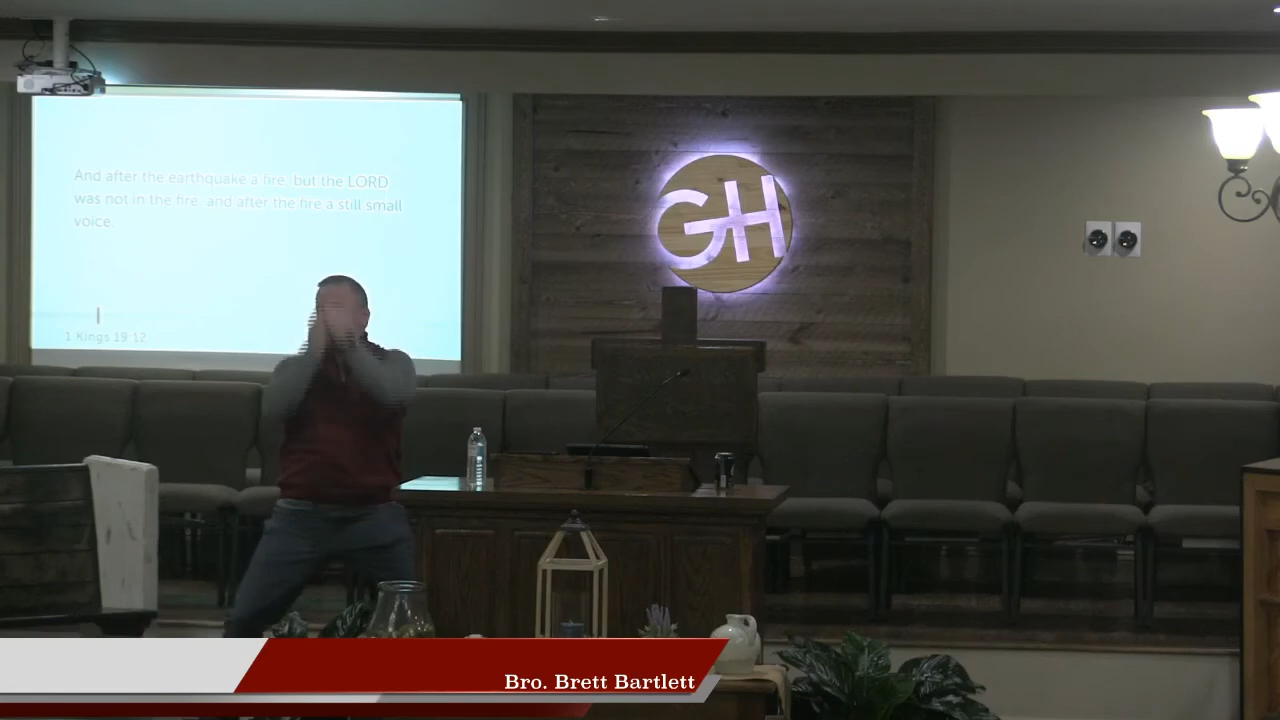 And after the earthquake a fire, but the LORD
was not in the fire. and after the fire a still small
voice.
1 Kings 19:12
GH
Bro. Brett Bartlett